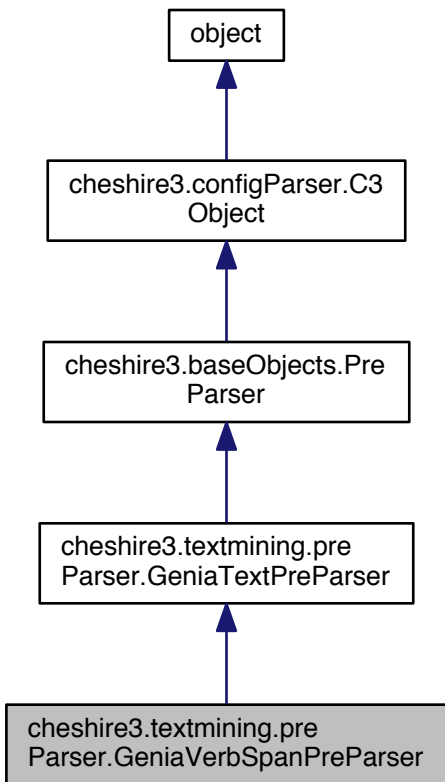 object
cheshire3.configParser.C3
Object
cheshire3.baseObjects.Pre
Parser
cheshire3.textmining.pre
Parser.GeniaTextPreParser
cheshire3.textmining.pre
Parser.GeniaVerbSpanPreParser